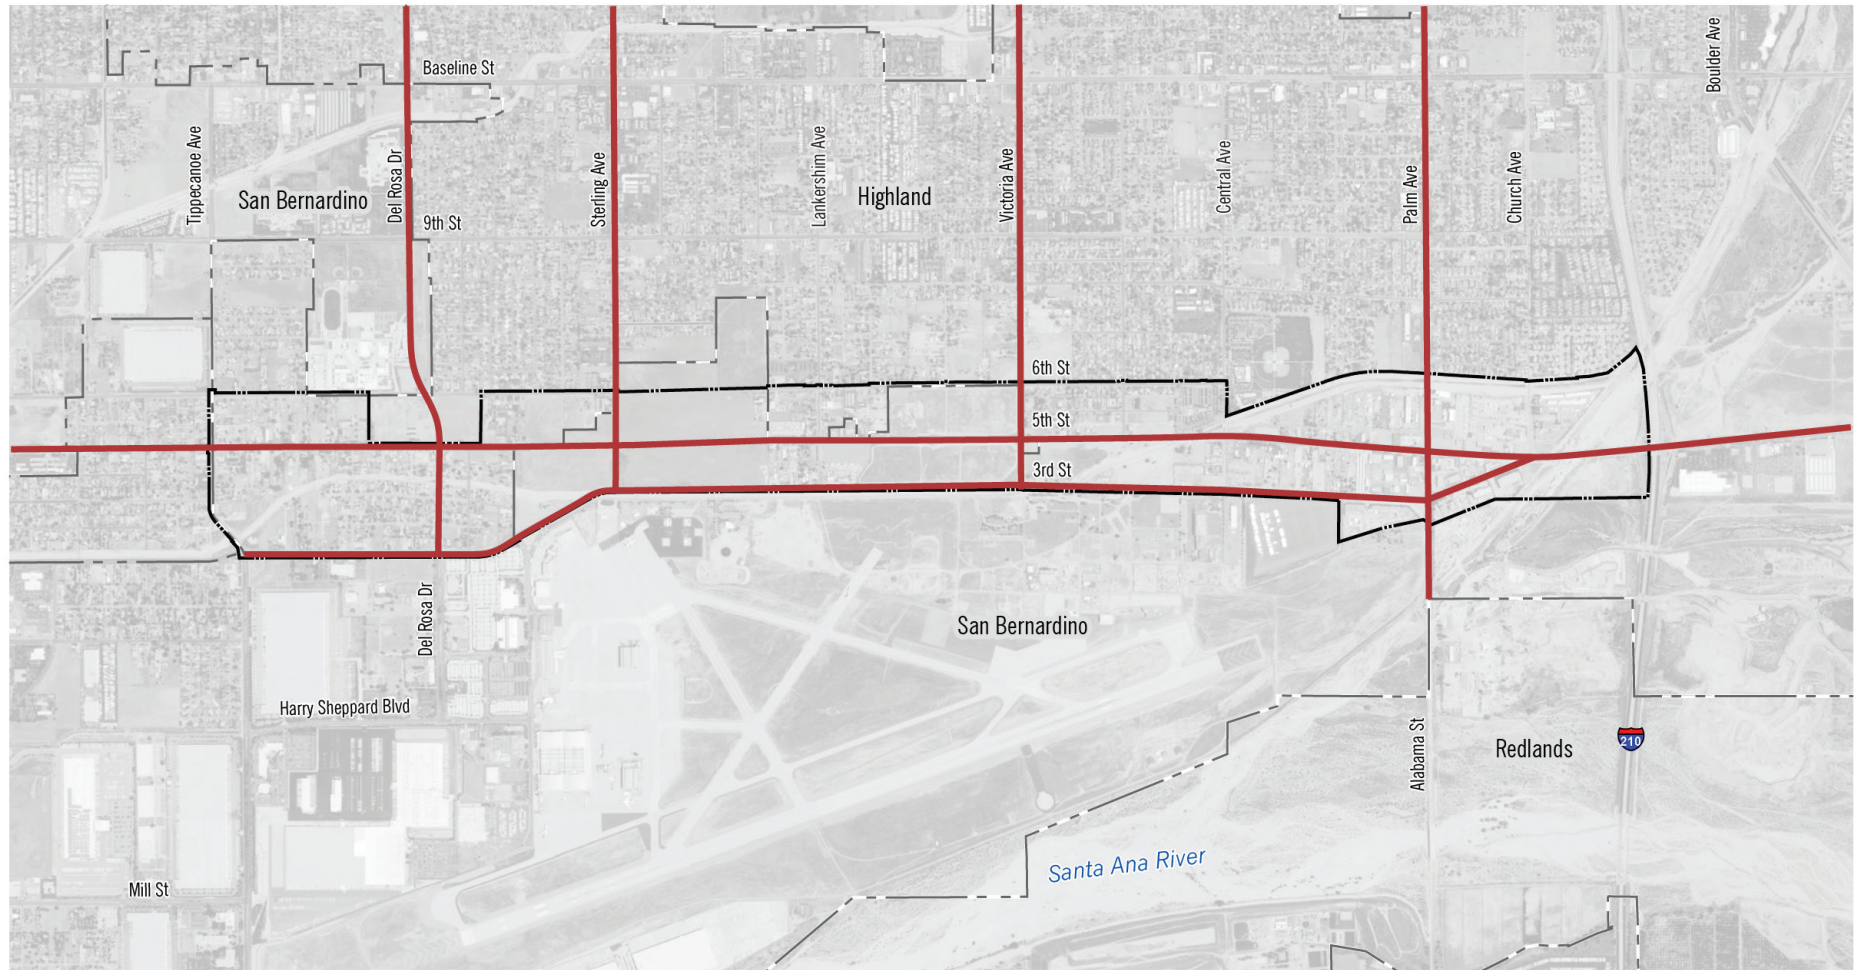 Baseline St
Boulder Ave
Tippecanoe Ave
Del Rosa Dr
Sterling Ave
Lankershim Ave
Victoria Ave
Central Ave
Palm Ave
Church Ave
San Bernardino
Highland
9th St
6th St
5th St
3rd St
Del Rosa Dr
San Bernardino
Harry Sheppard Blvd
Alabama St
Redlands
210
Santa Ana River
Mill St